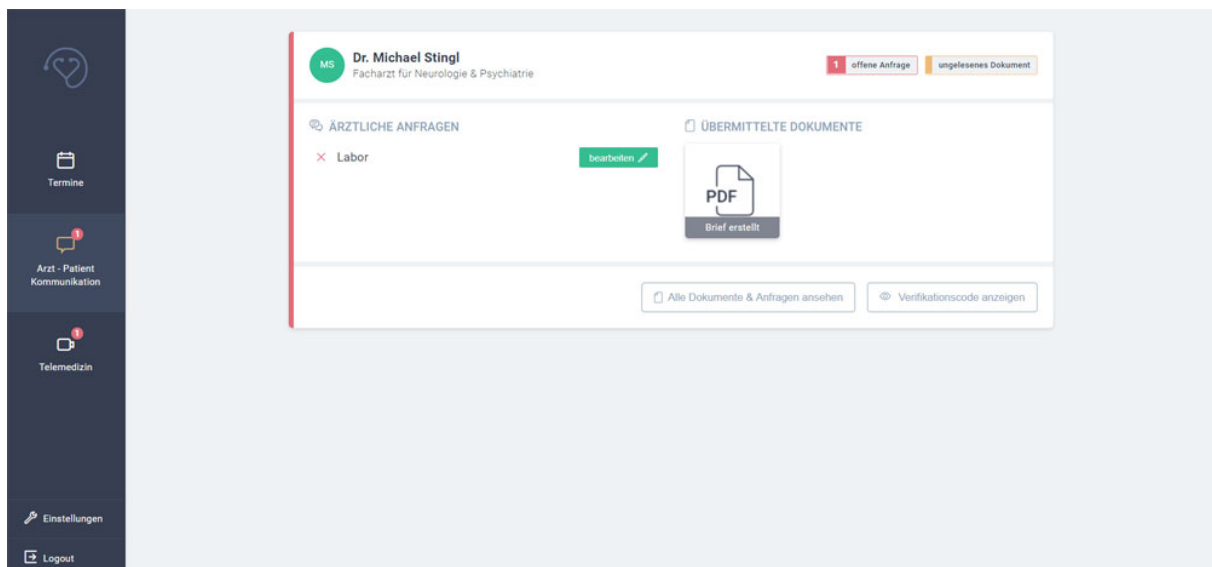 Termine
1
Arzt - Patient
Kommunikation
1
Telemedizin
Einstellungen
Logout
MS
Dr. Michael Stingl
Facharzt für Neurologie & Psychiatrie
1 offene Anfrage
ungelesenes Dokument
ÄRZTLICHE ANFRAGEN
Labor
bearbeiten
ÜBERMITTELTE DOKUMENTE
PDF
Brief erstellt
Alle Dokumente & Anfragen ansehen
Verifikationscode anzeigen